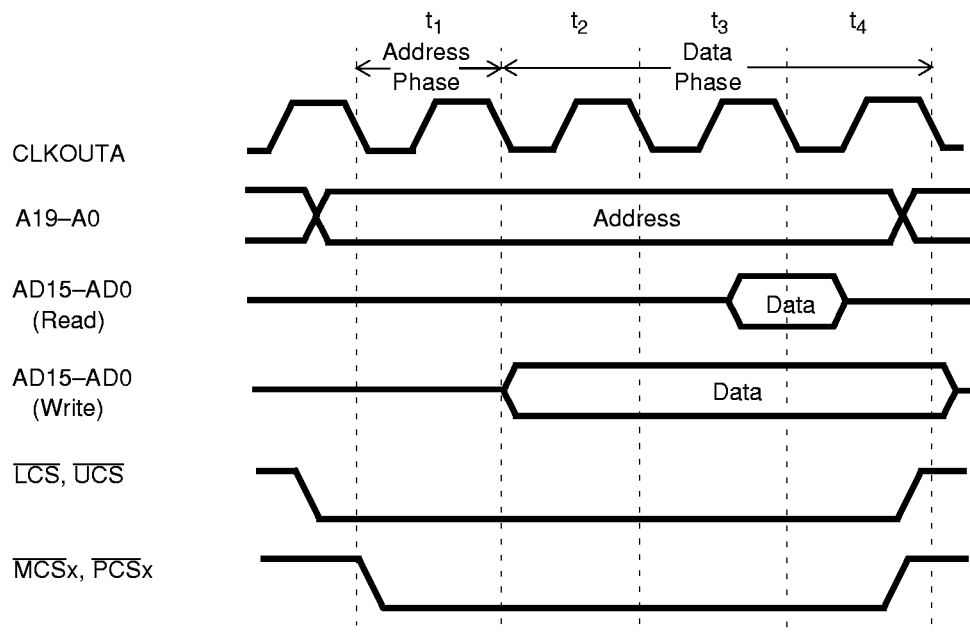 t1 t2 t3 t4
Address Phase
Data Phase
CLKOUTA
A19–A0
Address
AD15–AD0
(Read)
Data
AD15–AD0
(Write)
Data
LCS, UCS
MCSx, PCSx